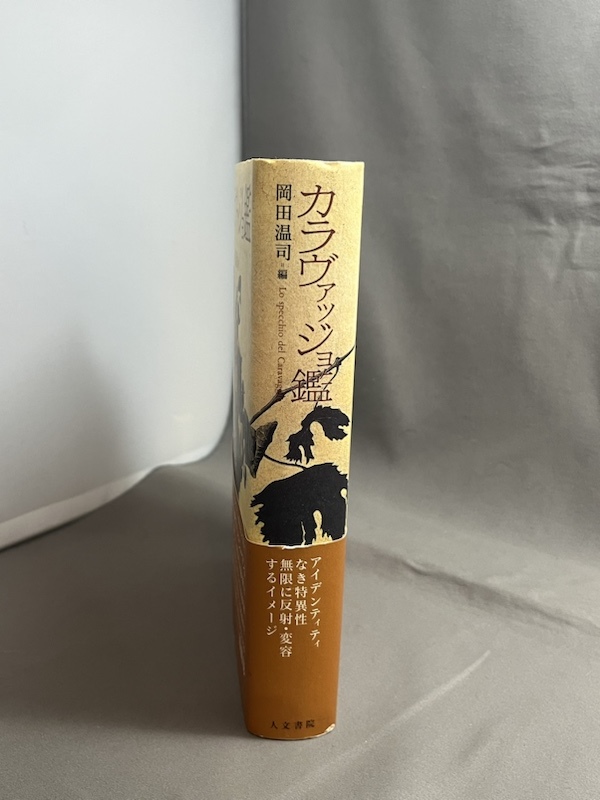 カラヴァッジョ鑑
岡田温司=編
Lo specchio del
アイデンティティ
なき特異性
無限に反射・変容
するイメージ
人文書院